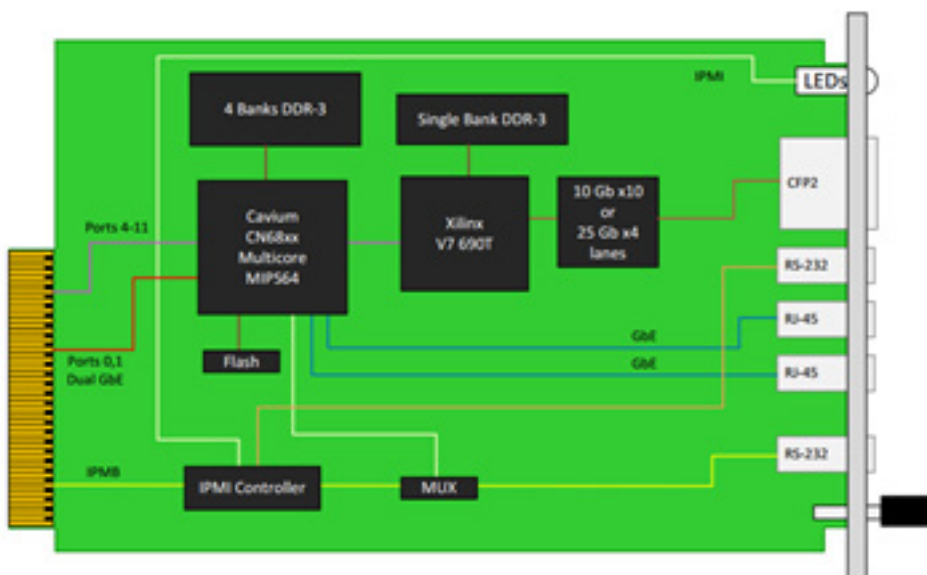 IPMI
LEDs
4 Banks DDR-3
Single Bank DDR-3
CFP2
Cavium
CN68xx
Multicore
MIPS64
Xilinx
V7 690T
10 Gb x10
or
25 Gb x4
lanes
Ports 4-11
RS-232
RJ-45
GbE
Flash
Ports 0,1
Dual GbE
GbE
RJ-45
RS-232
IPMB
IPMI Controller
MUX